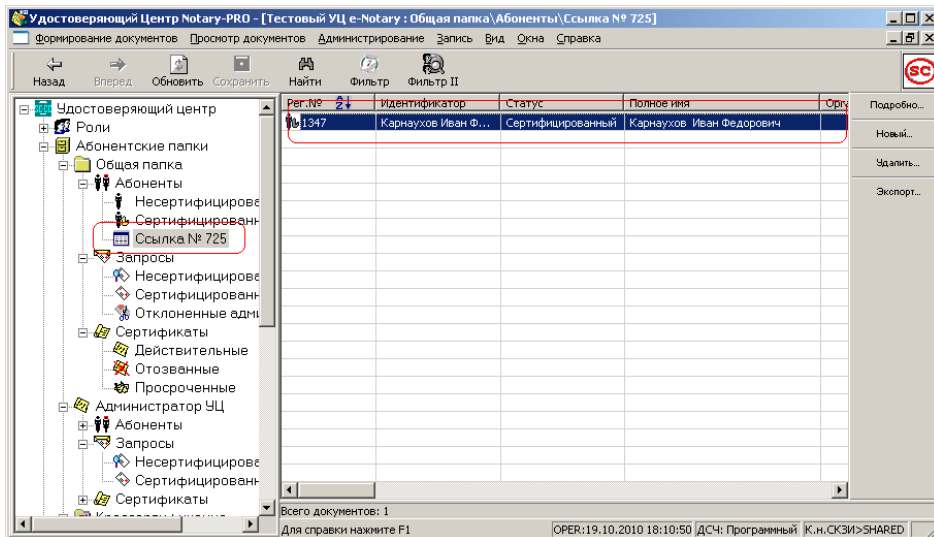 Удостоверяющий Центр Notary-PRO - [Тестовый УЦ e-Notary : Общая папка\Абоненты\Ссылка № 725]
Формирование документов Просмотр документов Администрирование Запись Вид Окна Справка
Назад Вперед Обновить Сохранить Найти Фильтр Фильтр II
SC
Удостоверяющий центр
Роли
Абонентские папки
Общая папка
Абоненты
Несертифицирова
Сертифицированн
Ссылка № 725
Запросы
Несертифицирова
Сертифицированн
Отклоненные адми
Сертификаты
Действительные
Отозванные
Просроченные
Администратор УЦ
Абоненты
Запросы
Несертифицирова
Сертифицированн
Сертификаты
Рег.№ Идентификатор Статус Полное имя Орга
1347 Карнаухов Иван Ф... Сертифицированный Карнаухов Иван Федорович
Подробно...
Новый...
Удалить...
Экспорт...
Всего документов: 1
Для справки нажмите F1 OPER:19.10.2010 18:10:50 ДСЧ: Программный К.н.СКЗИ>SHARED